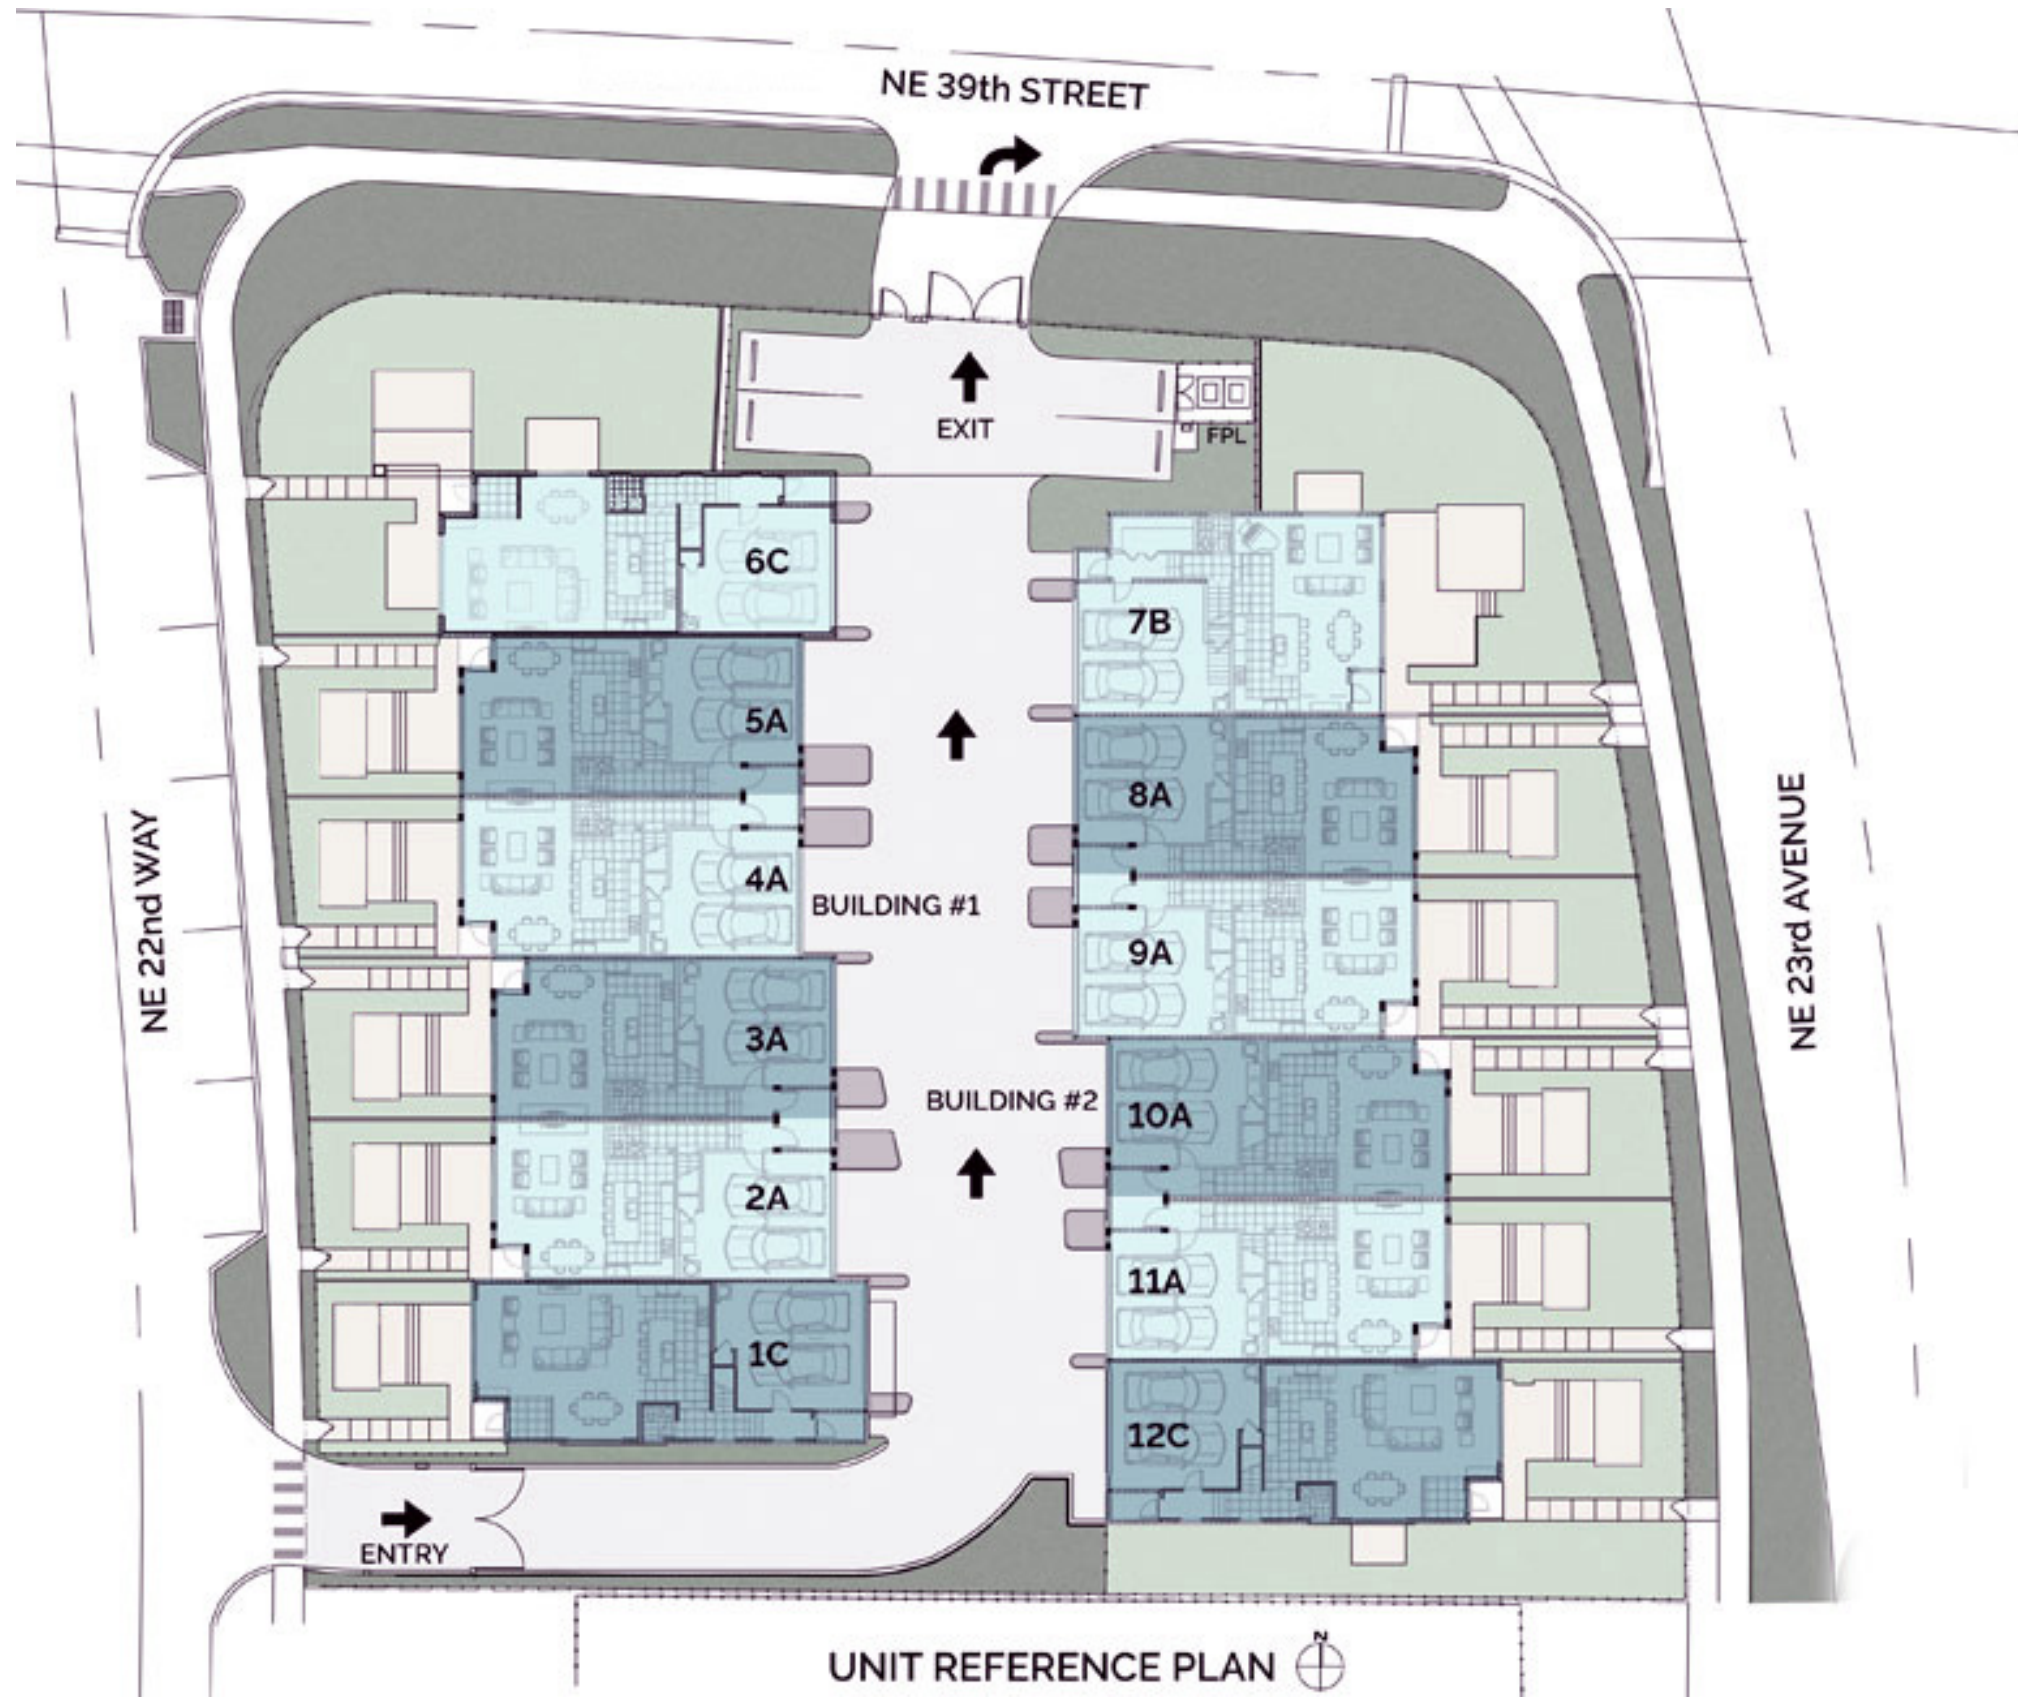 NE 39th STREET
EXIT
FPL
6C
7B
5A
8A
4A
BUILDING #1
9A
NE 22nd WAY
NE 23rd AVENUE
3A
BUILDING #2
10A
2A
11A
1C
12C
ENTRY
UNIT REFERENCE PLAN
N